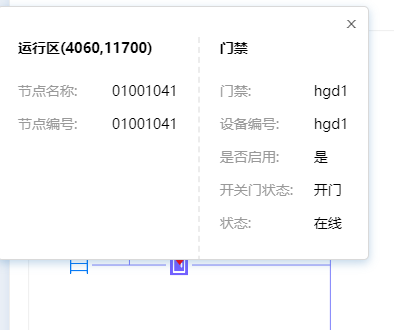 运行区(4060,11700)
节点名称: 01001041
节点编号: 01001041
门禁
门禁: hgd1
设备编号: hgd1
是否启用: 是
开关门状态: 开门
状态: 在线